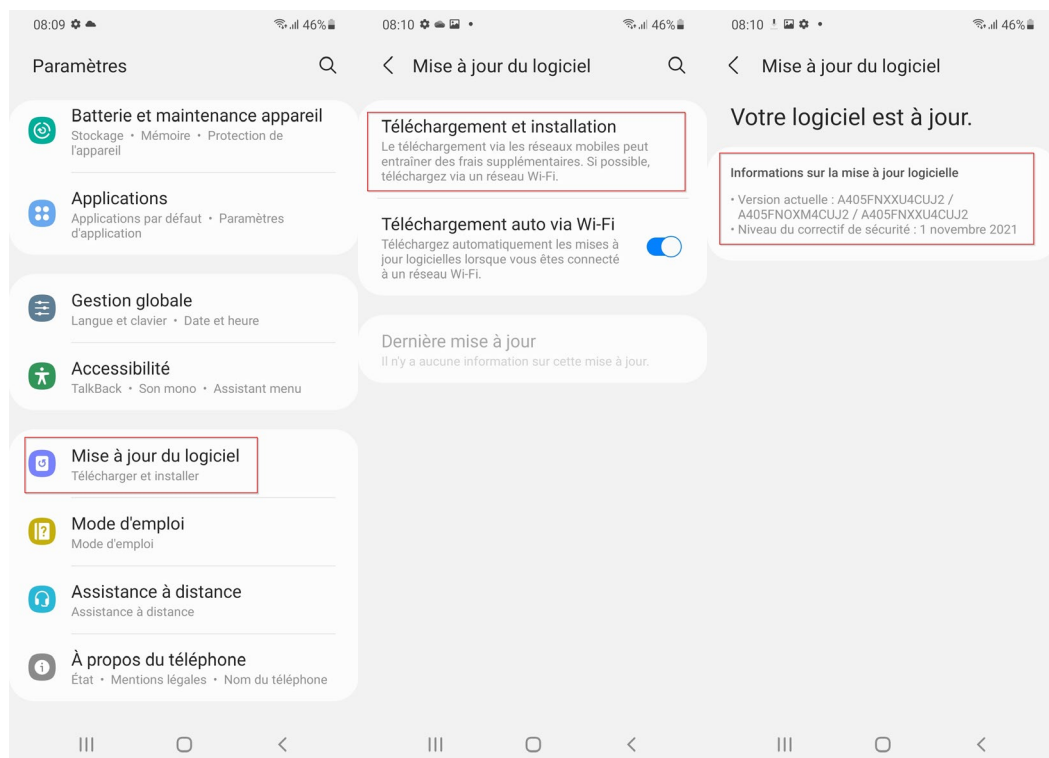 08:09
46%
Paramètres
Batterie et maintenance appareil
Stockage • Mémoire • Protection de
l'appareil
Applications
Applications par défaut • Paramètres
d'application
Gestion globale
Langue et clavier • Date et heure
Accessibilité
TalkBack • Son mono • Assistant menu
Mise à jour du logiciel
Télécharger et installer
Mode d'emploi
Mode d'emploi
Assistance à distance
Assistance à distance
À propos du téléphone
État • Mentions légales • Nom du téléphone
08:10
46%
Mise à jour du logiciel
Téléchargement et installation
Le téléchargement via les réseaux mobiles peut
entraîner des frais supplémentaires. Si possible,
téléchargez via un réseau Wi-Fi.
Téléchargement auto via Wi-Fi
Téléchargez automatiquement les mises à
jour logicielles lorsque vous êtes connecté
à un réseau Wi-Fi.
Dernière mise à jour
Il n'y a aucune information sur cette mise à jour.
08:10
46%
Mise à jour du logiciel
Votre logiciel est à jour.
Informations sur la mise à jour logicielle
• Version actuelle : A405FNXXU4CUJ2 /
A405FNOXM4CUJ2 / A405FNXXU4CUJ2
• Niveau du correctif de sécurité : 1 novembre 2021